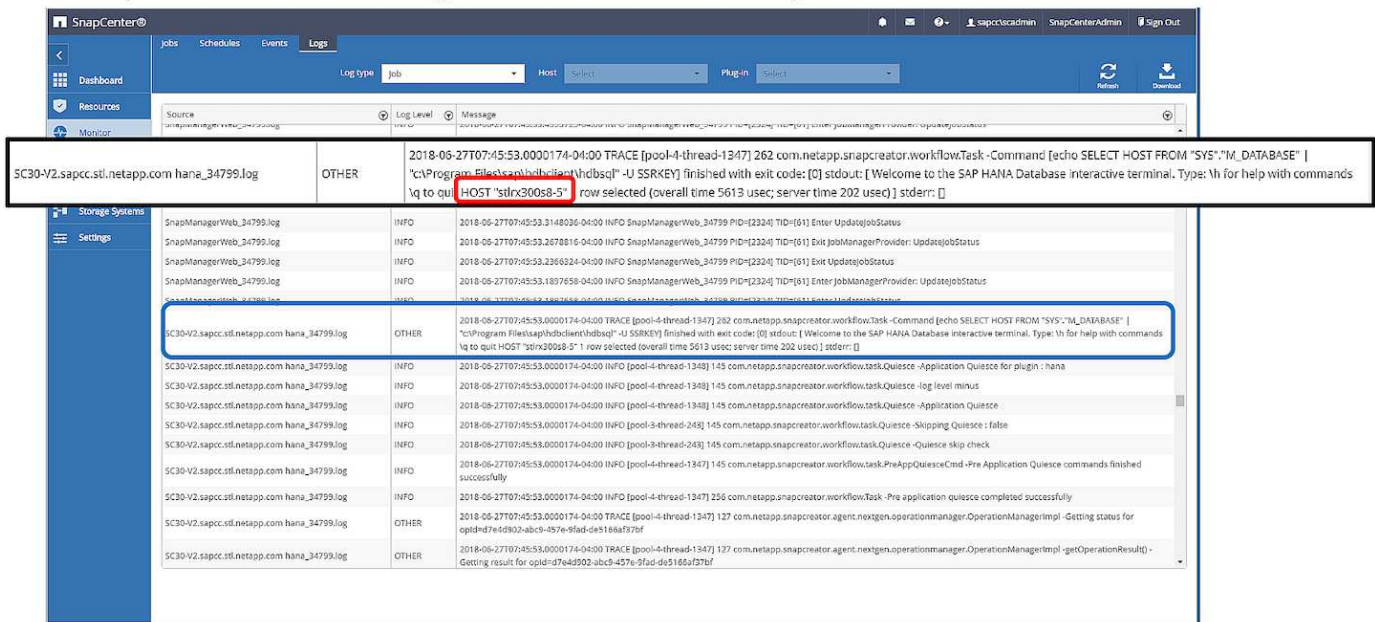 SnapCenter®
sapcc\scadmin SnapCenterAdmin Sign Out
Jobs Schedules Events Logs
Log type Job Host Select Plug-in Select
Refresh Download
Dashboard
Resources
Monitor
Storage Systems
Settings
Source Log Level Message
SC30-V2.sapcc.stl.netapp.com hana_34799.log OTHER 2018-06-27T07:45:53.0000174-04:00 TRACE [pool-4-thread-1347] 262 com.netapp.snapcreator.workflow.Task -Command [echo SELECT HOST FROM "SYS"."M_DATABASE" |
"c:\Program Files\sap\hdbclient\hdbsql" -U SSRKEY] finished with exit code: [0] stdout: [ Welcome to the SAP HANA Database interactive terminal. Type: \h for help with commands
\q to qui HOST "stlrx300s8-5" row selected (overall time 5613 usec; server time 202 usec) ] stderr: []
SnapManagerWeb_34799.log INFO 2018-06-27T07:45:53.3148036-04:00 INFO SnapManagerWeb_34799 PID=[2324] TID=[61] Enter UpdateJobStatus
SnapManagerWeb_34799.log INFO 2018-06-27T07:45:53.2678816-04:00 INFO SnapManagerWeb_34799 PID=[2324] TID=[61] Exit JobManagerProvider: UpdateJobStatus
SnapManagerWeb_34799.log INFO 2018-06-27T07:45:53.2366324-04:00 INFO SnapManagerWeb_34799 PID=[2324] TID=[61] Exit UpdateJobStatus
SnapManagerWeb_34799.log INFO 2018-06-27T07:45:53.1897658-04:00 INFO SnapManagerWeb_34799 PID=[2324] TID=[61] Enter JobManagerProvider: UpdateJobStatus
SC30-V2.sapcc.stl.netapp.com hana_34799.log OTHER 2018-06-27T07:45:53.0000174-04:00 TRACE [pool-4-thread-1347] 262 com.netapp.snapcreator.workflow.Task -Command [echo SELECT HOST FROM "SYS"."M_DATABASE" |
"c:\Program Files\sap\hdbclient\hdbsql" -U SSRKEY] finished with exit code: [0] stdout: [ Welcome to the SAP HANA Database interactive terminal. Type: \h for help with commands
\q to quit HOST "stlrx300s8-5" 1 row selected (overall time 5613 usec; server time 202 usec) ] stderr: []
SC30-V2.sapcc.stl.netapp.com hana_34799.log INFO 2018-06-27T07:45:53.0000174-04:00 INFO [pool-4-thread-1348] 145 com.netapp.snapcreator.workflow.task.Quiesce -Application Quiesce for plugin : hana
SC30-V2.sapcc.stl.netapp.com hana_34799.log INFO 2018-06-27T07:45:53.0000174-04:00 INFO [pool-4-thread-1348] 145 com.netapp.snapcreator.workflow.task.Quiesce -log level minus
SC30-V2.sapcc.stl.netapp.com hana_34799.log INFO 2018-06-27T07:45:53.0000174-04:00 INFO [pool-4-thread-1348] 145 com.netapp.snapcreator.workflow.task.Quiesce -Application Quiesce
SC30-V2.sapcc.stl.netapp.com hana_34799.log INFO 2018-06-27T07:45:53.0000174-04:00 INFO [pool-3-thread-243] 145 com.netapp.snapcreator.workflow.task.Quiesce -Skipping Quiesce : false
SC30-V2.sapcc.stl.netapp.com hana_34799.log INFO 2018-06-27T07:45:53.0000174-04:00 INFO [pool-3-thread-243] 145 com.netapp.snapcreator.workflow.task.Quiesce -Quiesce skip check
SC30-V2.sapcc.stl.netapp.com hana_34799.log INFO 2018-06-27T07:45:53.0000174-04:00 INFO [pool-4-thread-1347] 145 com.netapp.snapcreator.workflow.task.PreAppQuiesceCmd -Pre Application Quiesce commands finished
successfully
SC30-V2.sapcc.stl.netapp.com hana_34799.log INFO 2018-06-27T07:45:53.0000174-04:00 INFO [pool-4-thread-1347] 256 com.netapp.snapcreator.workflow.Task -Pre application quiesce completed successfully
SC30-V2.sapcc.stl.netapp.com hana_34799.log OTHER 2018-06-27T07:45:53.0000174-04:00 TRACE [pool-4-thread-1347] 127 com.netapp.snapcreator.agent.nextgen.operationmanager.OperationManagerImpl -Getting status for
opId=d7e4d902-abc9-457e-9fad-de5166af37bf
SC30-V2.sapcc.stl.netapp.com hana_34799.log OTHER 2018-06-27T07:45:53.0000174-04:00 TRACE [pool-4-thread-1347] 127 com.netapp.snapcreator.agent.nextgen.operationmanager.OperationManagerImpl -getOperationResult() -
Getting result for opId=d7e4d902-abc9-457e-9fad-de5166af37bf